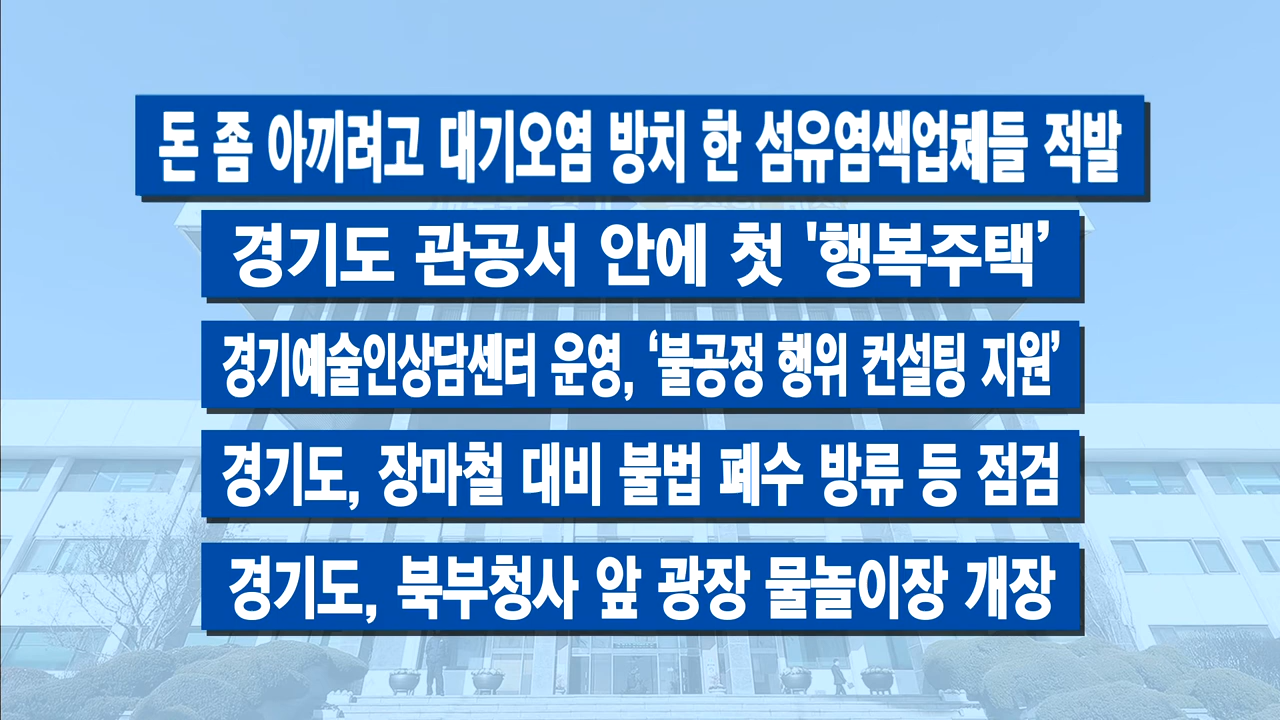 돈 좀 아끼려고 대기오염 방치 한 섬유염색업체들 적발
경기도 관공서 안에 첫 '행복주택’
경기예술인상담센터 운영, ‘불공정 행위 컨설팅 지원’
경기도, 장마철 대비 불법 폐수 방류 등 점검
경기도, 북부청사 앞 광장 물놀이장 개장